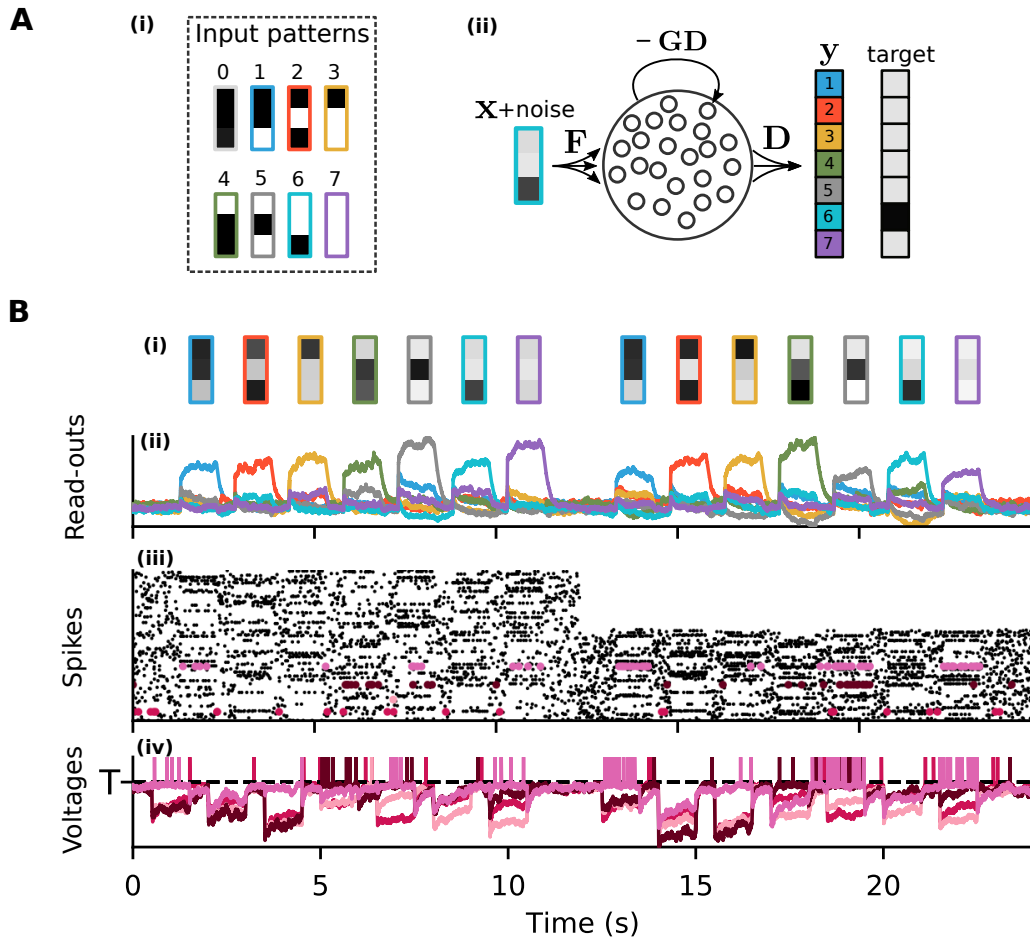 A
(i)
Input patterns
0 1 2 3
4 5 6 7
(ii)
– GD
x+noise
F
D
y
target
1
2
3
4
5
6
7
B
(i)
(ii)
Read-outs
(iii)
Spikes
(iv)
T
Voltages
0 5 10 15 20
Time (s)